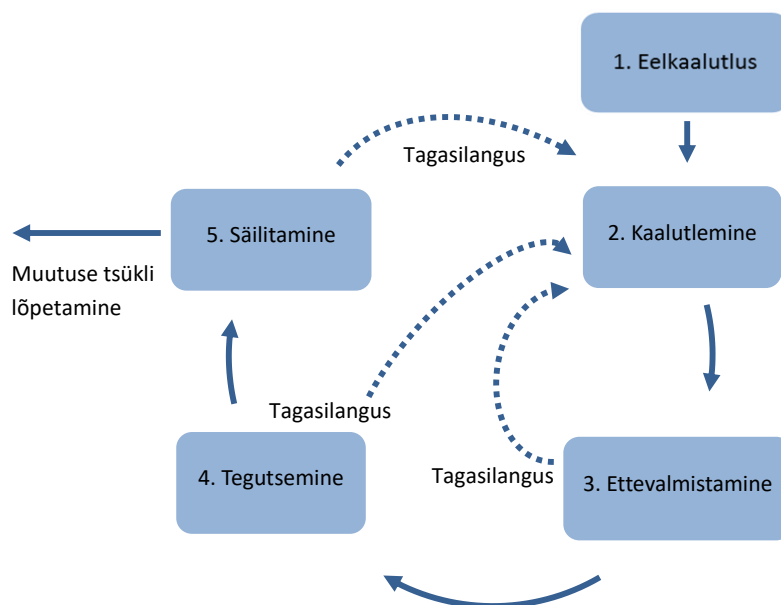 1. Eelkaalutlus
Tagasilangus
5. Säilitamine
2. Kaalutlemine
Muutuse tsükli
lõpetamine
Tagasilangus
4. Tegutsemine
Tagasilangus
3. Ettevalmistamine